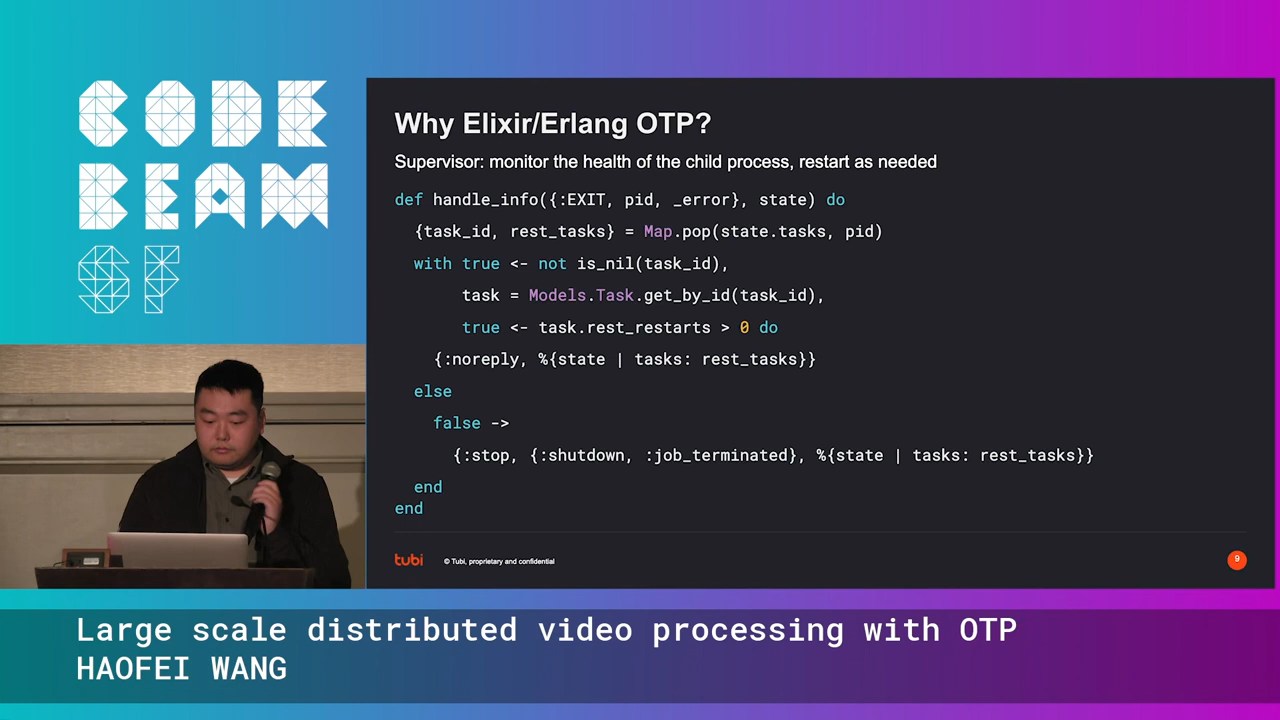 CODE
BEAM
SF
Why Elixir/Erlang OTP?
Supervisor: monitor the health of the child process, restart as needed
def handle_info({:EXIT, pid, _error}, state) do
{task_id, rest_tasks} = Map.pop(state.tasks, pid)
with true <- not is_nil(task_id),
task = Models.Task.get_by_id(task_id),
true <- task.rest_restarts > 0 do
{:noreply, %{state | tasks: rest_tasks}}
else
false ->
{:stop, {:shutdown, :job_terminated}, %{state | tasks: rest_tasks}}
end
end
tubi
© Tubi, proprietary and confidential
9
Large scale distributed video processing with OTP
HAOFEI WANG